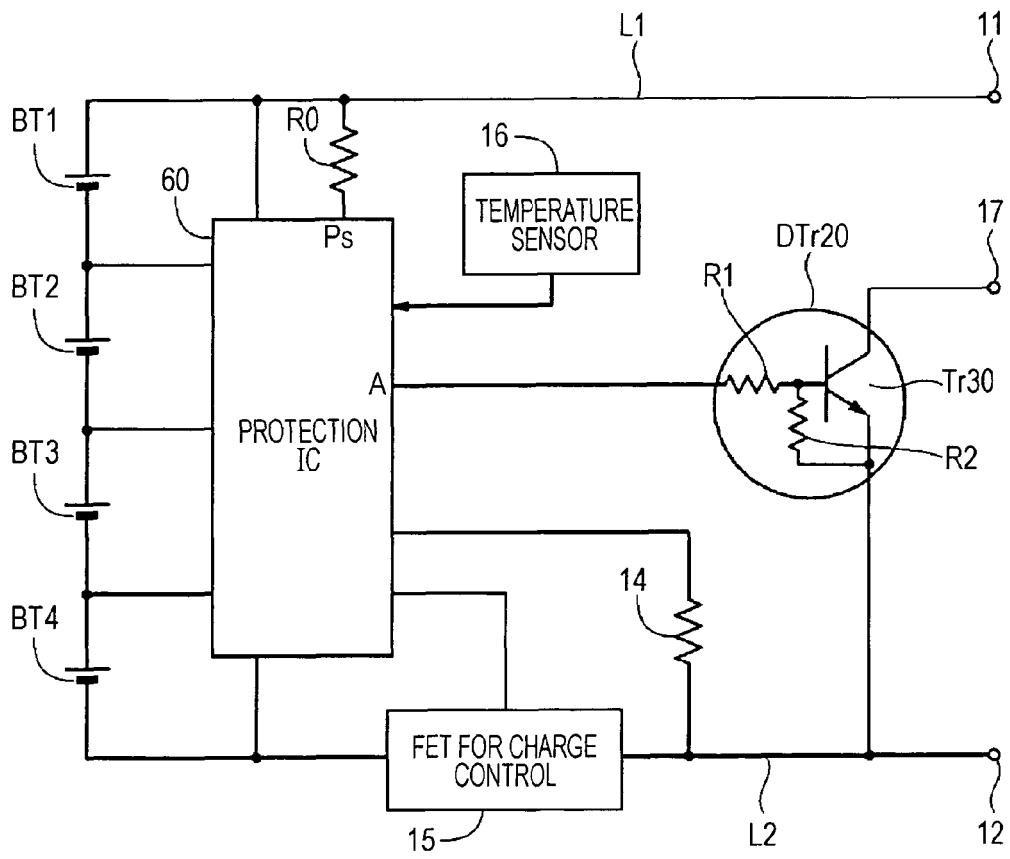 L1
11
BT1
R0
16
60
TEMPERATURE
SENSOR
Ps
17
DTr20
BT2
R1
A
Tr30
PROTECTION
IC
BT3
R2
14
BT4
FET FOR CHARGE
CONTROL
15
L2
12